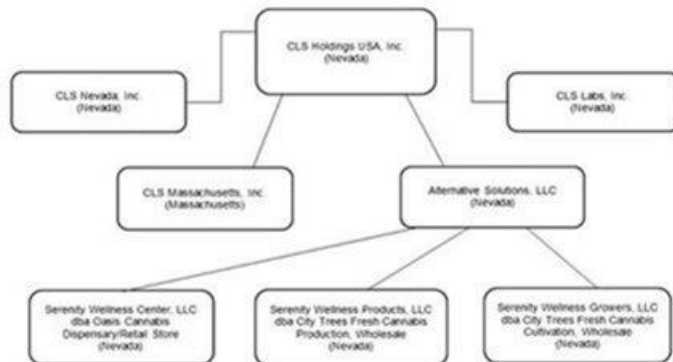 CLS Holdings USA, Inc.
(Nevada)
CLS Nevada, Inc.
(Nevada)
CLS Labs, Inc.
(Nevada)
CLS Massachusetts, Inc.
(Massachusetts)
Alternative Solutions, LLC
(Nevada)
Serenity Wellness Center, LLC
dba Oasis Cannabis
Dispensary/Retail Store
(Nevada)
Serenity Wellness Products, LLC
dba City Trees Fresh Cannabis
Production, Wholesale
(Nevada)
Serenity Wellness Growers, LLC
dba City Trees Fresh Cannabis
Cultivation, Wholesale
(Nevada)